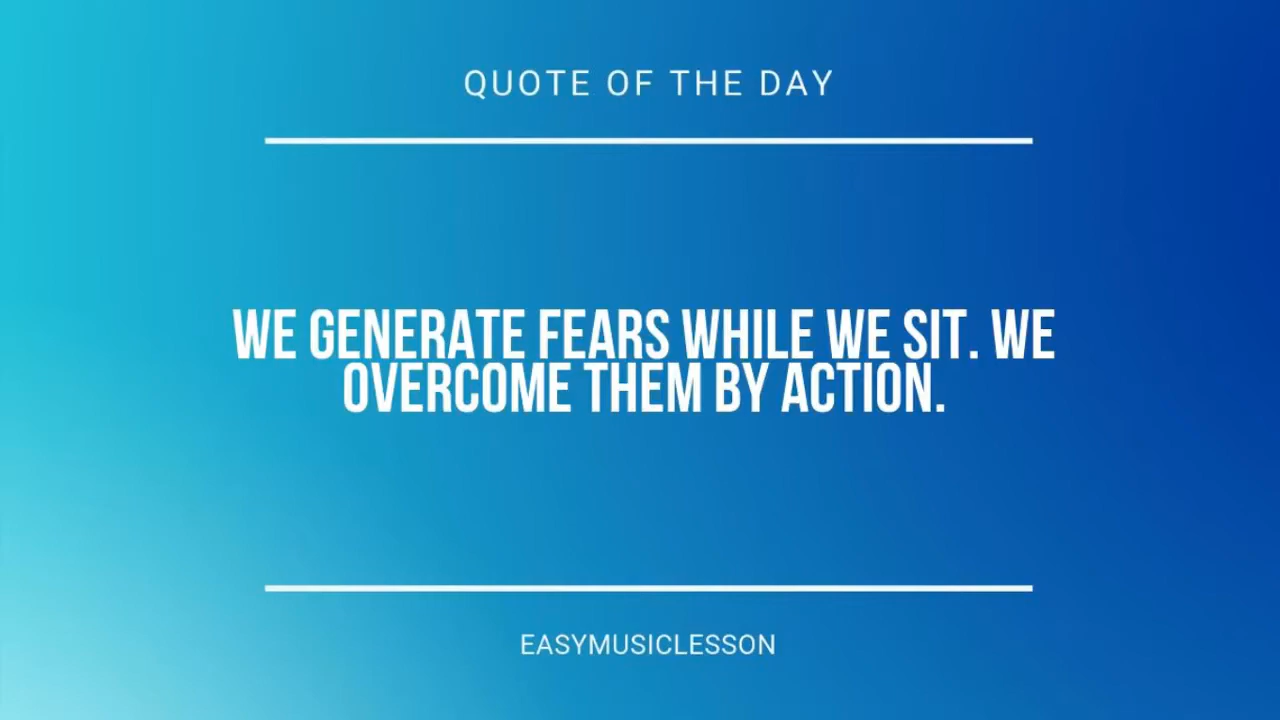 QUOTE OF THE DAY
WE GENERATE FEARS WHILE WE SIT. WE
OVERCOME THEM BY ACTION.
EASYMUSICLESSON